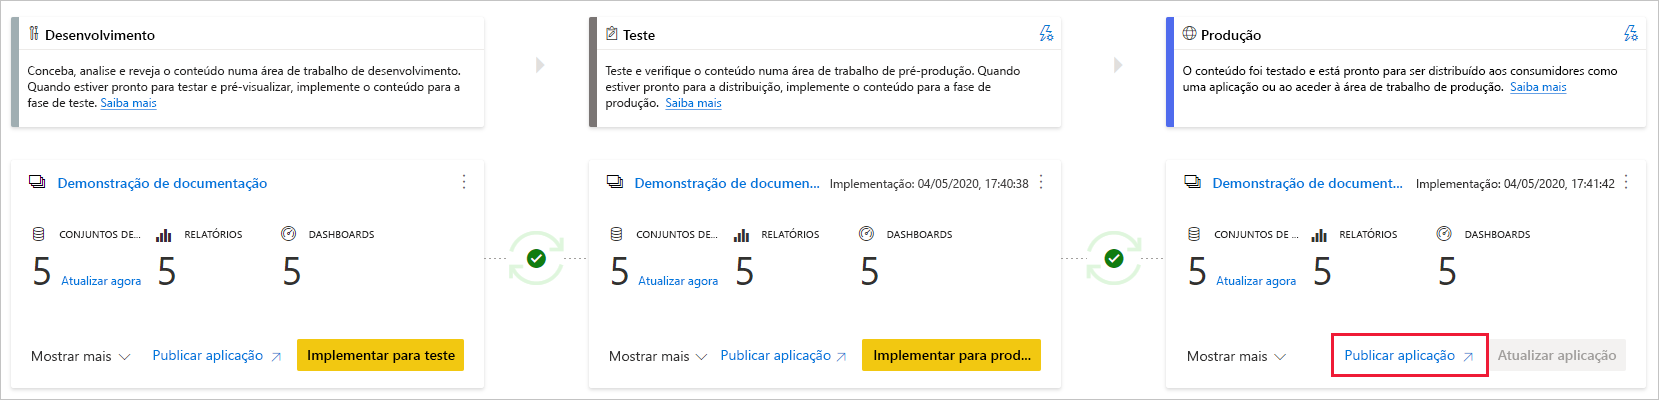 Desenvolvimento
Conceba, analise e reveja o conteúdo numa área de trabalho de desenvolvimento.
Quando estiver pronto para testar e pré-visualizar, implemente o conteúdo para a
fase de teste. Saiba mais
Teste
Teste e verifique o conteúdo numa área de trabalho de pré-produção. Quando
estiver pronto para a distribuição, implemente o conteúdo para a fase de
produção. Saiba mais
Produção
O conteúdo foi testado e está pronto para ser distribuído aos consumidores como
uma aplicação ou ao aceder à área de trabalho de produção. Saiba mais
Demonstração de documentação
CONJUNTOS DE... RELATÓRIOS DASHBOARDS
5 Atualizar agora 5 5
Mostrar mais Publicar aplicação Implementar para teste
Demonstração de documen... Implementação: 04/05/2020, 17:40:38
CONJUNTOS DE... RELATÓRIOS DASHBOARDS
5 Atualizar agora 5 5
Mostrar mais Publicar aplicação Implementar para prod...
Demonstração de document... Implementação: 04/05/2020, 17:41:42
CONJUNTOS DE ... RELATÓRIOS DASHBOARDS
5 Atualizar agora 5 5
Mostrar mais Publicar aplicação Atualizar aplicação